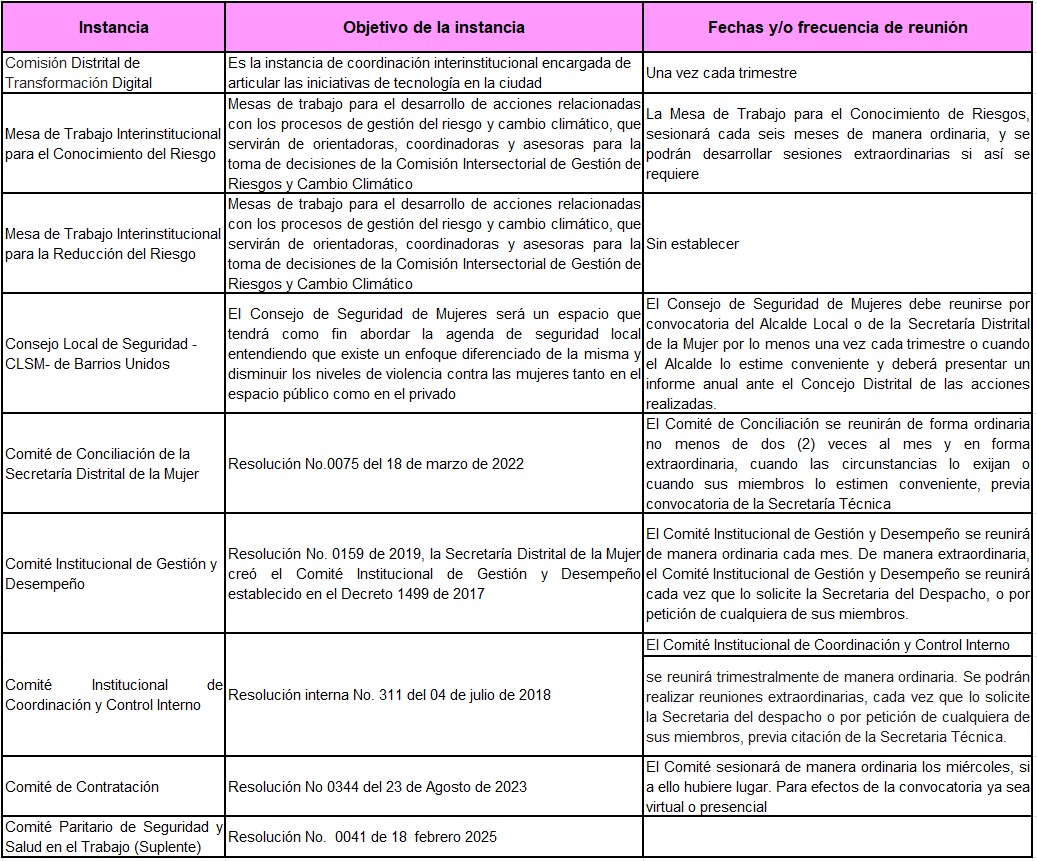 Instancia
Objetivo de la instancia
Fechas y/o frecuencia de reunión
Comisión Distrital de
Transformación Digital
Es la instancia de coordinación interinstitucional encargada de
articular las iniciativas de tecnología en la ciudad
Una vez cada trimestre
Mesa de Trabajo Interinstitucional
para el Conocimiento del Riesgo
Mesas de trabajo para el desarrollo de acciones relacionadas
con los procesos de gestión del riesgo y cambio climático, que
servirán de orientadoras, coordinadoras y asesoras para la
toma de decisiones de la Comisión Intersectorial de Gestión de
Riesgos y Cambio Climático
La Mesa de Trabajo para el Conocimiento de Riesgos,
sesionará cada seis meses de manera ordinaria, y se
podrán desarrollar sesiones extraordinarias si así se
requiere
Mesa de Trabajo Interinstitucional
para la Reducción del Riesgo
Mesas de trabajo para el desarrollo de acciones relacionadas
con los procesos de gestión del riesgo y cambio climático, que
servirán de orientadoras, coordinadoras y asesoras para la
toma de decisiones de la Comisión Intersectorial de Gestión de
Riesgos y Cambio Climático
Sin establecer
Consejo Local de Seguridad -
CLSM- de Barrios Unidos
El Consejo de Seguridad de Mujeres será un espacio que
tendrá como fin abordar la agenda de seguridad local
entendiendo que existe un enfoque diferenciado de la misma y
disminuir los niveles de violencia contra las mujeres tanto en el
espacio público como en el privado
El Consejo de Seguridad de Mujeres debe reunirse por
convocatoria del Alcalde Local o de la Secretaría Distrital
de la Mujer por lo menos una vez cada trimestre o cuando
el Alcalde lo estime conveniente y deberá presentar un
informe anual ante el Concejo Distrital de las acciones
realizadas.
Comité de Conciliación de la
Secretaría Distrital de la Mujer
Resolución No.0075 del 18 de marzo de 2022
El Comité de Conciliación se reunirán de forma ordinaria
no menos de dos (2) veces al mes y en forma
extraordinaria, cuando las circunstancias lo exijan o
cuando sus miembros lo estimen conveniente, previa
convocatoria de la Secretaría Técnica
Comité Institucional de Gestión y
Desempeño
Resolución No. 0159 de 2019, la Secretaría Distrital de la Mujer
creó el Comité Institucional de Gestión y Desempeño
establecido en el Decreto 1499 de 2017
El Comité Institucional de Gestión y Desempeño se reunirá
de manera ordinaria cada mes. De manera extraordinaria,
el Comité Institucional de Gestión y Desempeño se reunirá
cada vez que lo solicite la Secretaria del Despacho, o por
petición de cualquiera de sus miembros.
Comité Institucional de
Coordinación y Control Interno
Resolución interna No. 311 del 04 de julio de 2018
El Comité Institucional de Coordinación y Control Interno
se reunirá trimestralmente de manera ordinaria. Se podrán
realizar reuniones extraordinarias, cada vez que lo solicite
la Secretaria del despacho o por petición de cualquiera de
sus miembros, previa citación de la Secretaria Técnica.
Comité de Contratación
Resolución No 0344 del 23 de Agosto de 2023
El Comité sesionará de manera ordinaria los miércoles, si
a ello hubiere lugar. Para efectos de la convocatoria ya sea
virtual o presencial
Comité Paritario de Seguridad y
Salud en el Trabajo (Suplente)
Resolución No. 0041 de 18 febrero 2025